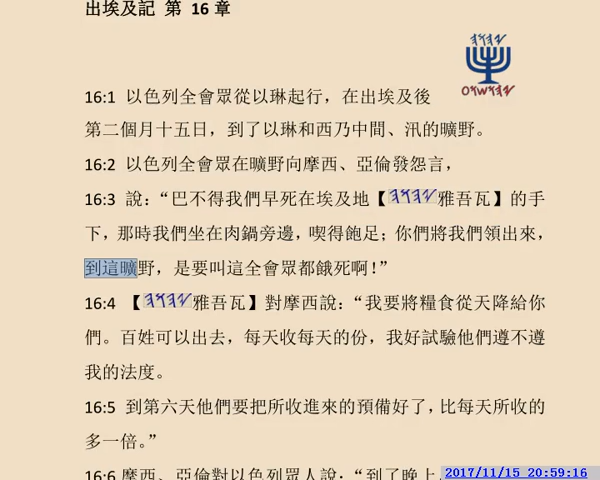 出埃及記 第 16 章
16:1 以色列全會眾從以琳起行，在出埃及後
第二個月十五日，到了以琳和西乃中間、汛的曠野。
16:2 以色列全會眾在曠野向摩西、亞倫發怨言，
16:3 說：“巴不得我們早死在埃及地【𐤉𐤄𐤅𐤄雅吾瓦】的手
下，那時我們坐在肉鍋旁邊，喫得飽足；你們將我們領出來，
到這曠野，是要叫這全會眾都餓死啊！”
16:4 【𐤉𐤄𐤅𐤄雅吾瓦】對摩西說：“我要將糧食從天降給你
們。百姓可以出去，每天收每天的份，我好試驗他們遵不遵
我的法度。
16:5 到第六天他們要把所收進來的預備好了，比每天所收的
多一倍。”
16:6 摩西、亞倫對以色列眾人說：“到了晚上，
2017/11/15 20:59:16